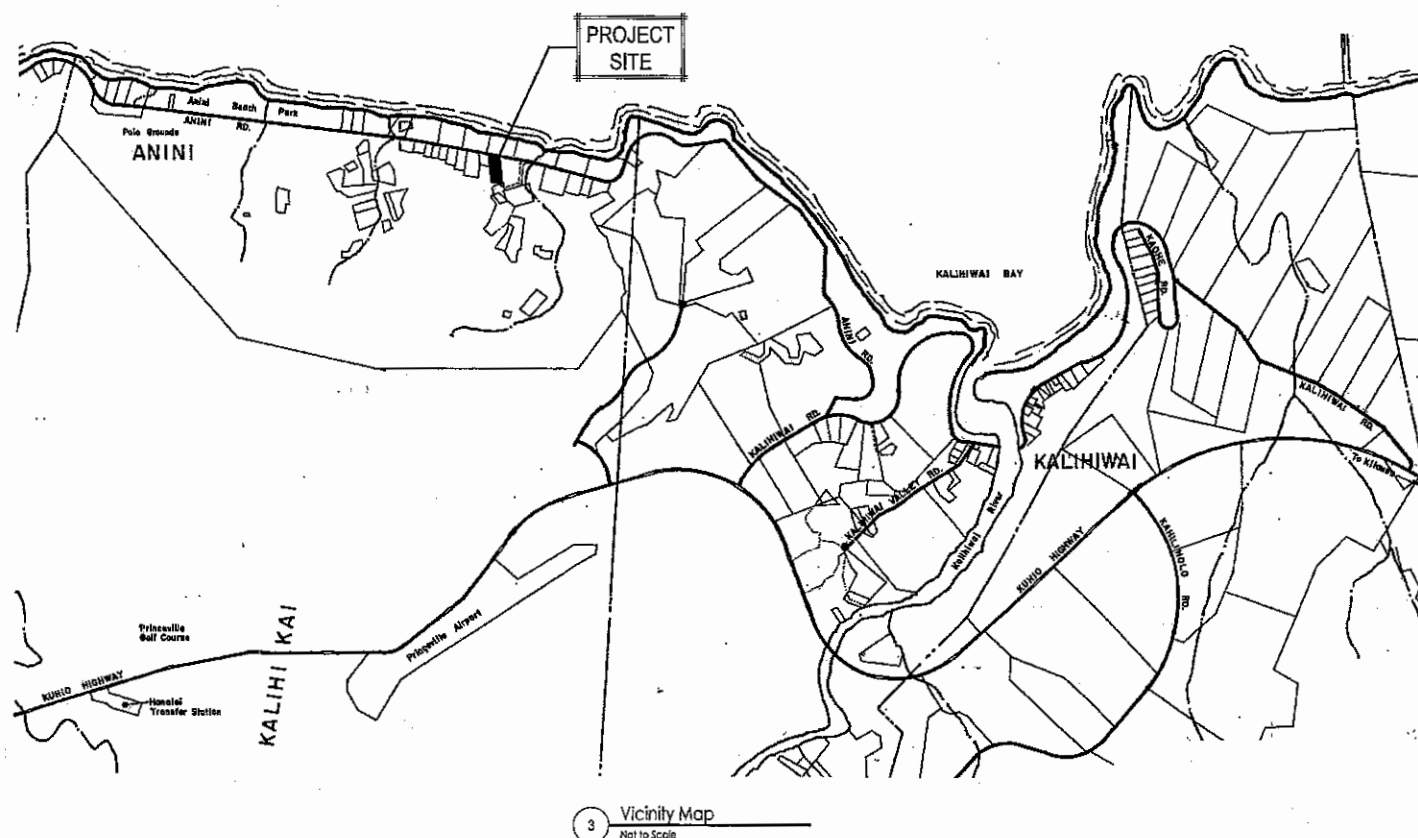 PROJECT
SITE
Anini Beach Park
ANINI RD.
Polo Grounds
ANINI
KALIHIWAI BAY
KAOHE RD.
ANINI RD.
KALIHIWAI RD.
KALIHIWAI RD.
KALIHIWAI
To Kilauea
KALIHIWAI VALLEY RD.
Kalihiwai River
KUHIO HIGHWAY
KAHILIHOLO RD.
Princeville Airport
Princeville
Golf Course
KALIHI KAI
KUHIO HIGHWAY
Hanalei
Transfer Station
3
Vicinity Map
Not to Scale